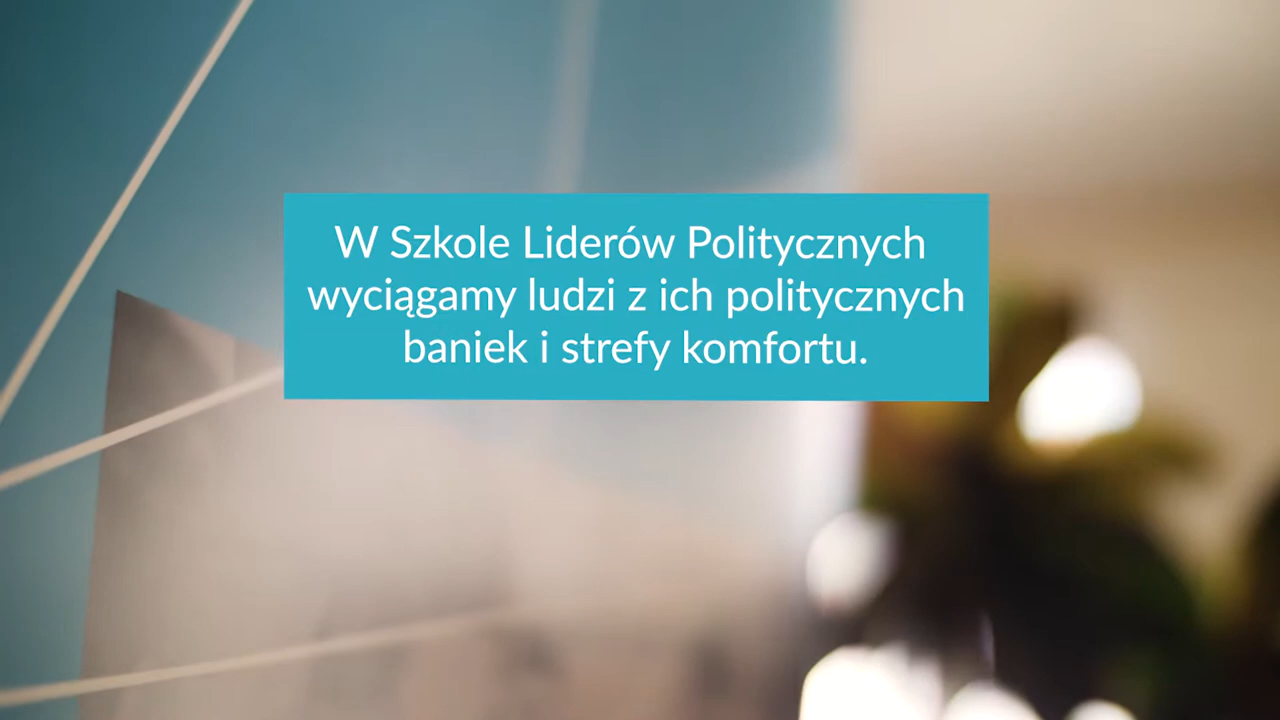 W Szkole Liderów Politycznych
wyciągamy ludzi z ich politycznych
baniek i strefy komfortu.